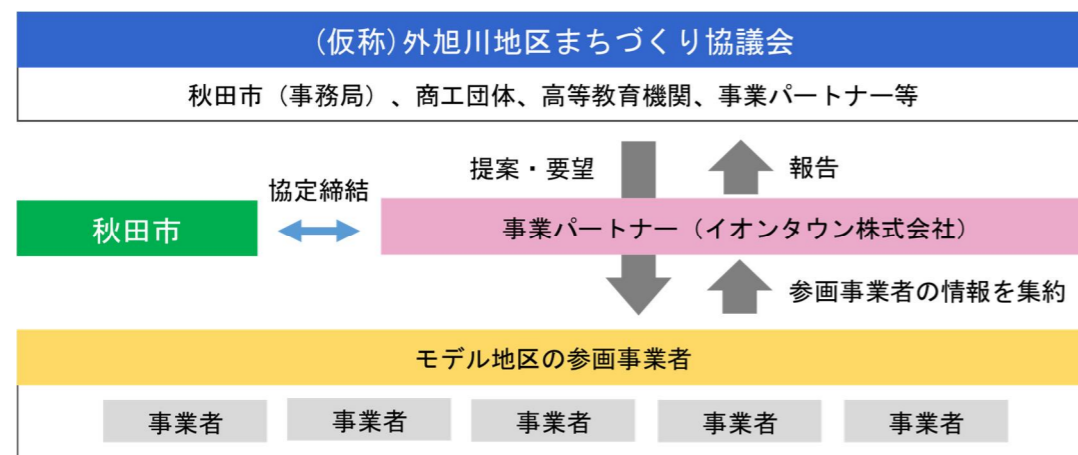 (仮称)外旭川地区まちづくり協議会
秋田市（事務局）、商工団体、高等教育機関、事業パートナー等
提案・要望
報告
協定締結
秋田市
事業パートナー（イオンタウン株式会社）
参画事業者の情報を集約
モデル地区の参画事業者
事業者
事業者
事業者
事業者
事業者